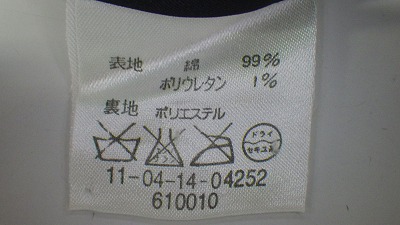 表地 綿 99%
ポリウレタン 1%
裏地 ポリエステル
ドライ
セキユ系
11-04-14-04252
610010